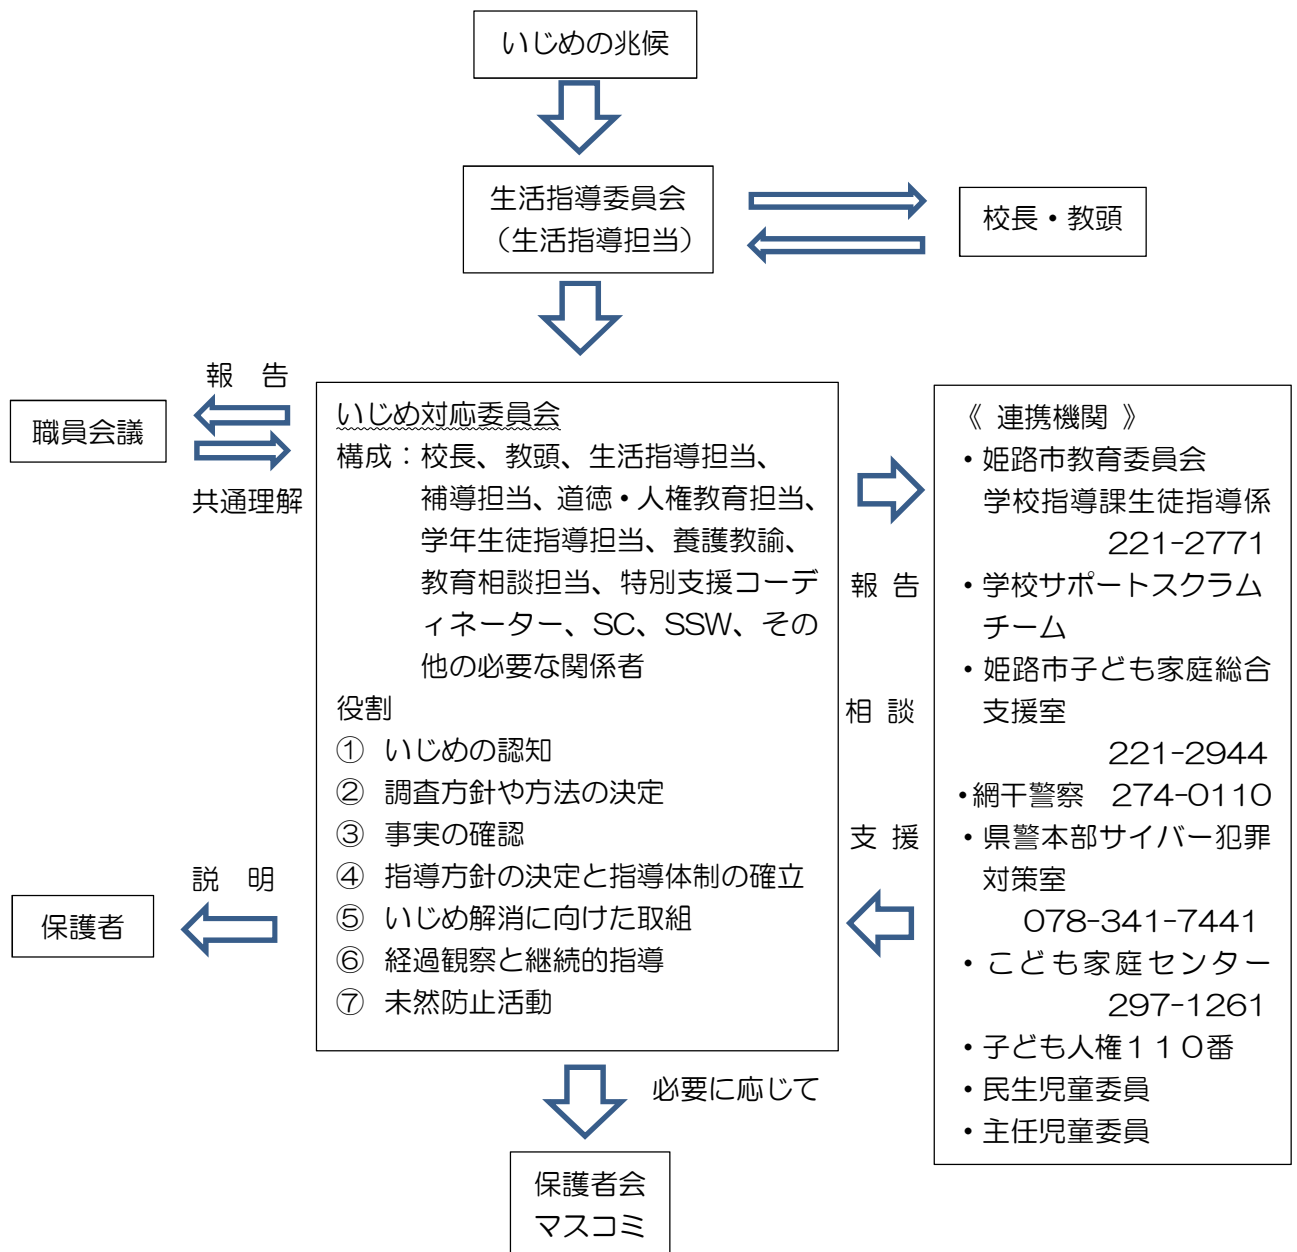 いじめの兆候
生活指導委員会
（生活指導担当）
校長・教頭
報　告
職員会議
共通理解
いじめ対応委員会
構成：校長、教頭、生活指導担当、
補導担当、道徳・人権教育担当、
学年生徒指導担当、養護教諭、
教育相談担当、特別支援コーデ
ィネーター、SC、SSW、その
他の必要な関係者
役割
① いじめの認知
② 調査方針や方法の決定
③ 事実の確認
④ 指導方針の決定と指導体制の確立
⑤ いじめ解消に向けた取組
⑥ 経過観察と継続的指導
⑦ 未然防止活動
説　明
保護者
報 告
相 談
支 援
《 連携機関 》
・姫路市教育委員会
学校指導課生徒指導係
221-2771
・学校サポートスクラム
チーム
・姫路市子ども家庭総合
支援室
221-2944
・網干警察　274-0110
・県警本部サイバー犯罪
対策室
078-341-7441
・こども家庭センター
297-1261
・子ども人権１１０番
・民生児童委員
・主任児童委員
必要に応じて
保護者会
マスコミ